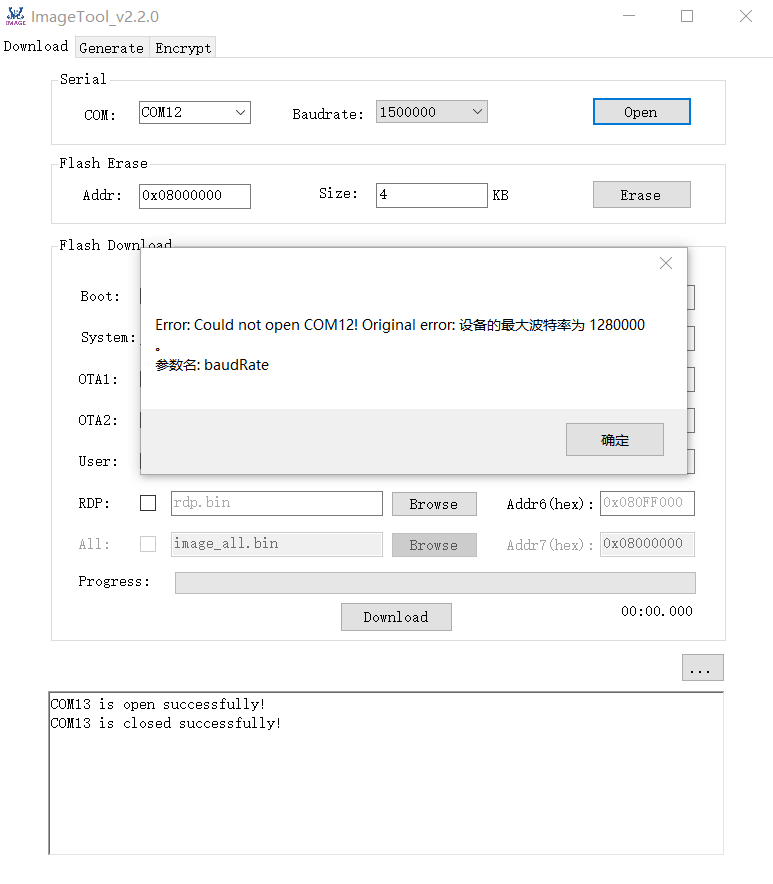 IMAGE ImageTool_v2.2.0
Download Generate Encrypt
Serial
COM: COM12 Baudrate: 1500000 Open
Flash Erase
Addr: 0x08000000 Size: 4 KB Erase
Flash Download
Boot:
System:
OTA1:
OTA2:
User:
Error: Could not open COM12! Original error: 设备的最大波特率为 1280000
。
参数名: baudRate
确定
RDP: rdp.bin Browse Addr6(hex): 0x080FF000
All: image_all.bin Browse Addr7(hex): 0x08000000
Progress:
Download 00:00.000
...
COM13 is open successfully!
COM13 is closed successfully!